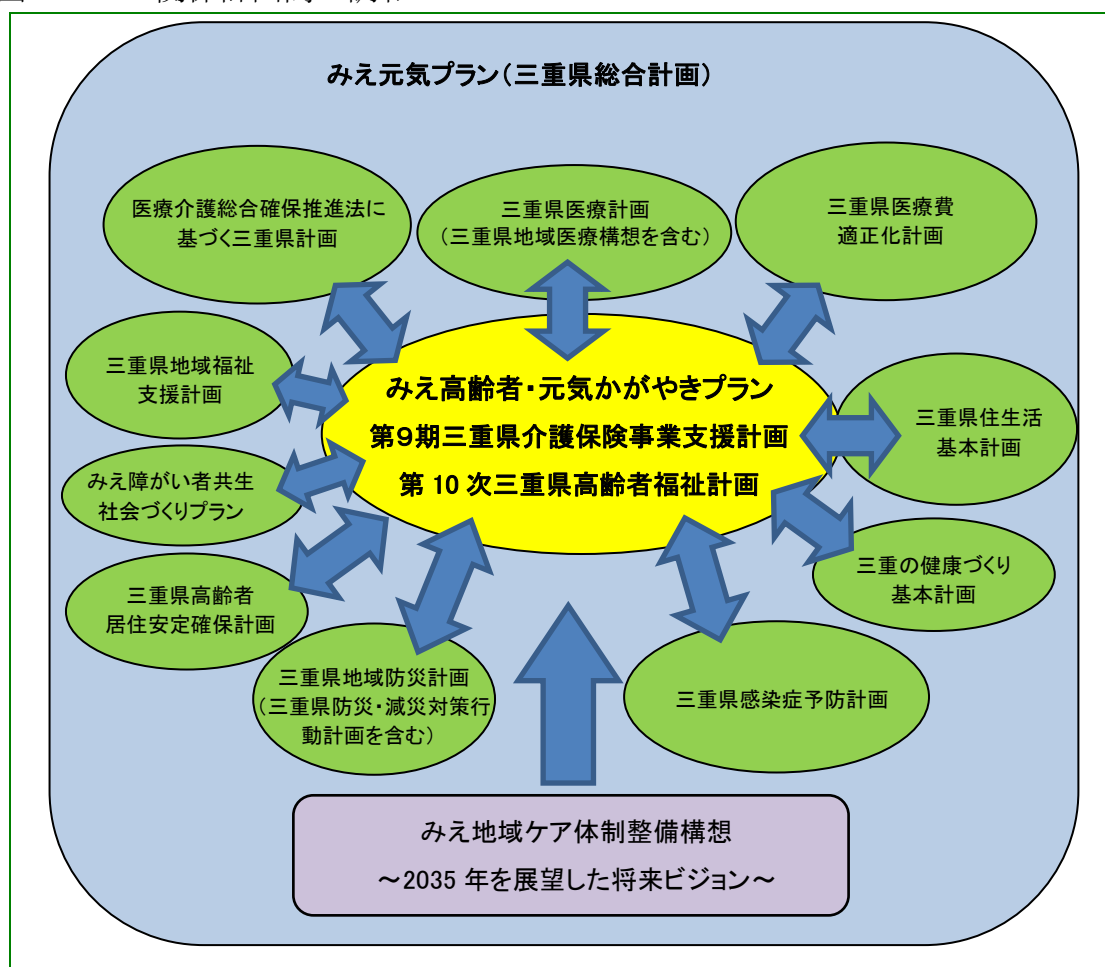 みえ元気プラン(三重県総合計画)
医療介護総合確保推進法に
基づく三重県計画
三重県医療計画
(三重県地域医療構想を含む)
三重県医療費
適正化計画
三重県地域福祉
支援計画
みえ高齢者・元気かがやきプラン
第9期三重県介護保険事業支援計画
第 10 次三重県高齢者福祉計画
三重県住生活
基本計画
みえ障がい者共生
社会づくりプラン
三重の健康づくり
基本計画
三重県高齢者
居住安定確保計画
三重県地域防災計画
(三重県防災・減災対策行
動計画を含む)
三重県感染症予防計画
みえ地域ケア体制整備構想
~2035 年を展望した将来ビジョン~